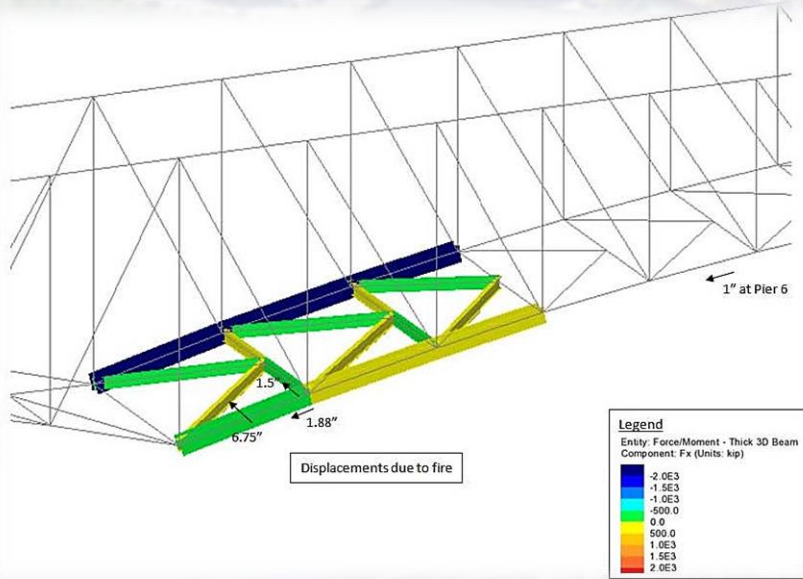 1" at Pier 6
1.5"
1.88"
6.75"
Displacements due to fire
Legend
Entity: Force/Moment - Thick 3D Beam
Component: Fx (Units: kip)
-2.0E3
-1.5E3
-1.0E3
-500.0
0.0
500.0
1.0E3
1.5E3
2.0E3